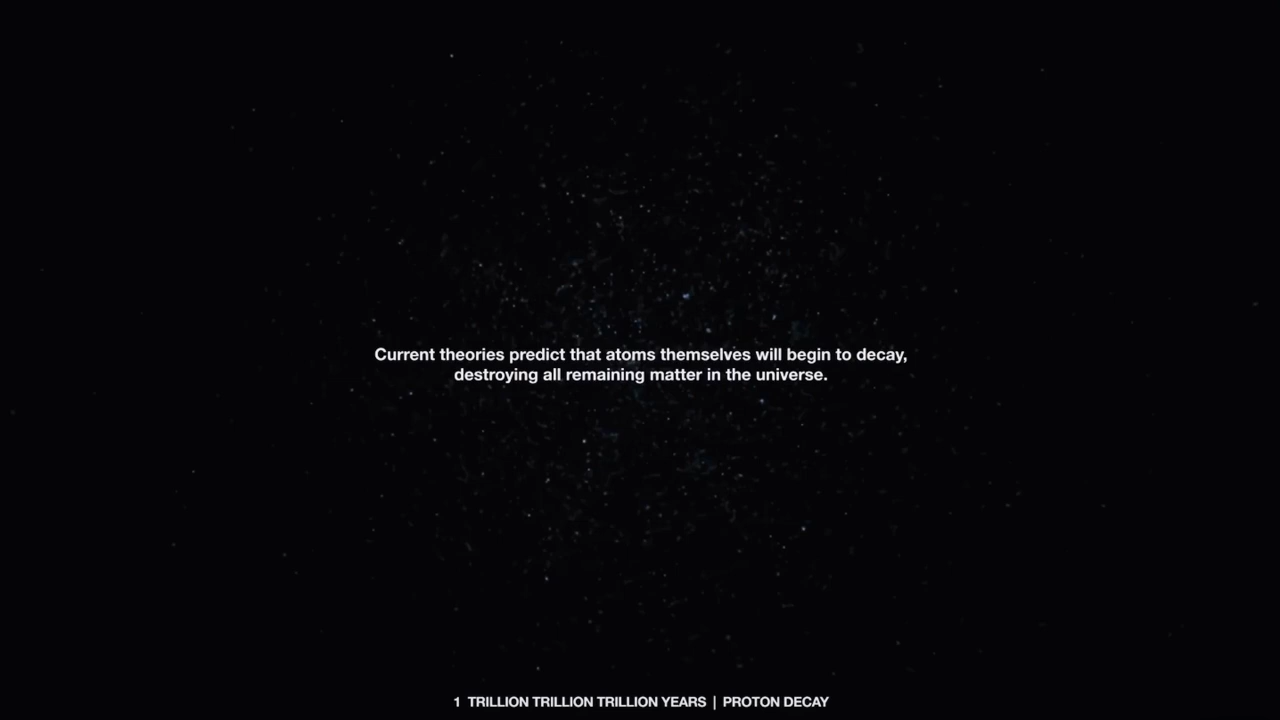 Current theories predict that atoms themselves will begin to decay,
destroying all remaining matter in the universe.
1 TRILLION TRILLION TRILLION YEARS | PROTON DECAY